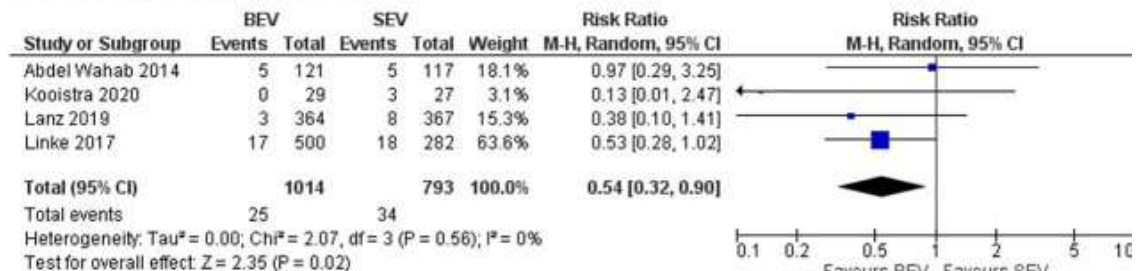 BEV SEV Risk Ratio Risk Ratio
Study or Subgroup Events Total Events Total Weight M-H, Random, 95% CI M-H, Random, 95% CI
Abdel Wahab 2014 5 121 5 117 18.1% 0.97 [0.29, 3.25]
Kooistra 2020 0 29 3 27 3.1% 0.13 [0.01, 2.47]
Lanz 2019 3 364 8 367 15.3% 0.38 [0.10, 1.41]
Linke 2017 17 500 18 282 63.6% 0.53 [0.28, 1.02]
Total (95% CI) 1014 793 100.0% 0.54 [0.32, 0.90]
Total events 25 34
Heterogeneity: Tau² = 0.00; Chi² = 2.07, df = 3 (P = 0.56); I² = 0%
Test for overall effect: Z = 2.35 (P = 0.02)
0.1 0.2 0.5 1 2 5 10
Favours BEV Favours SEV